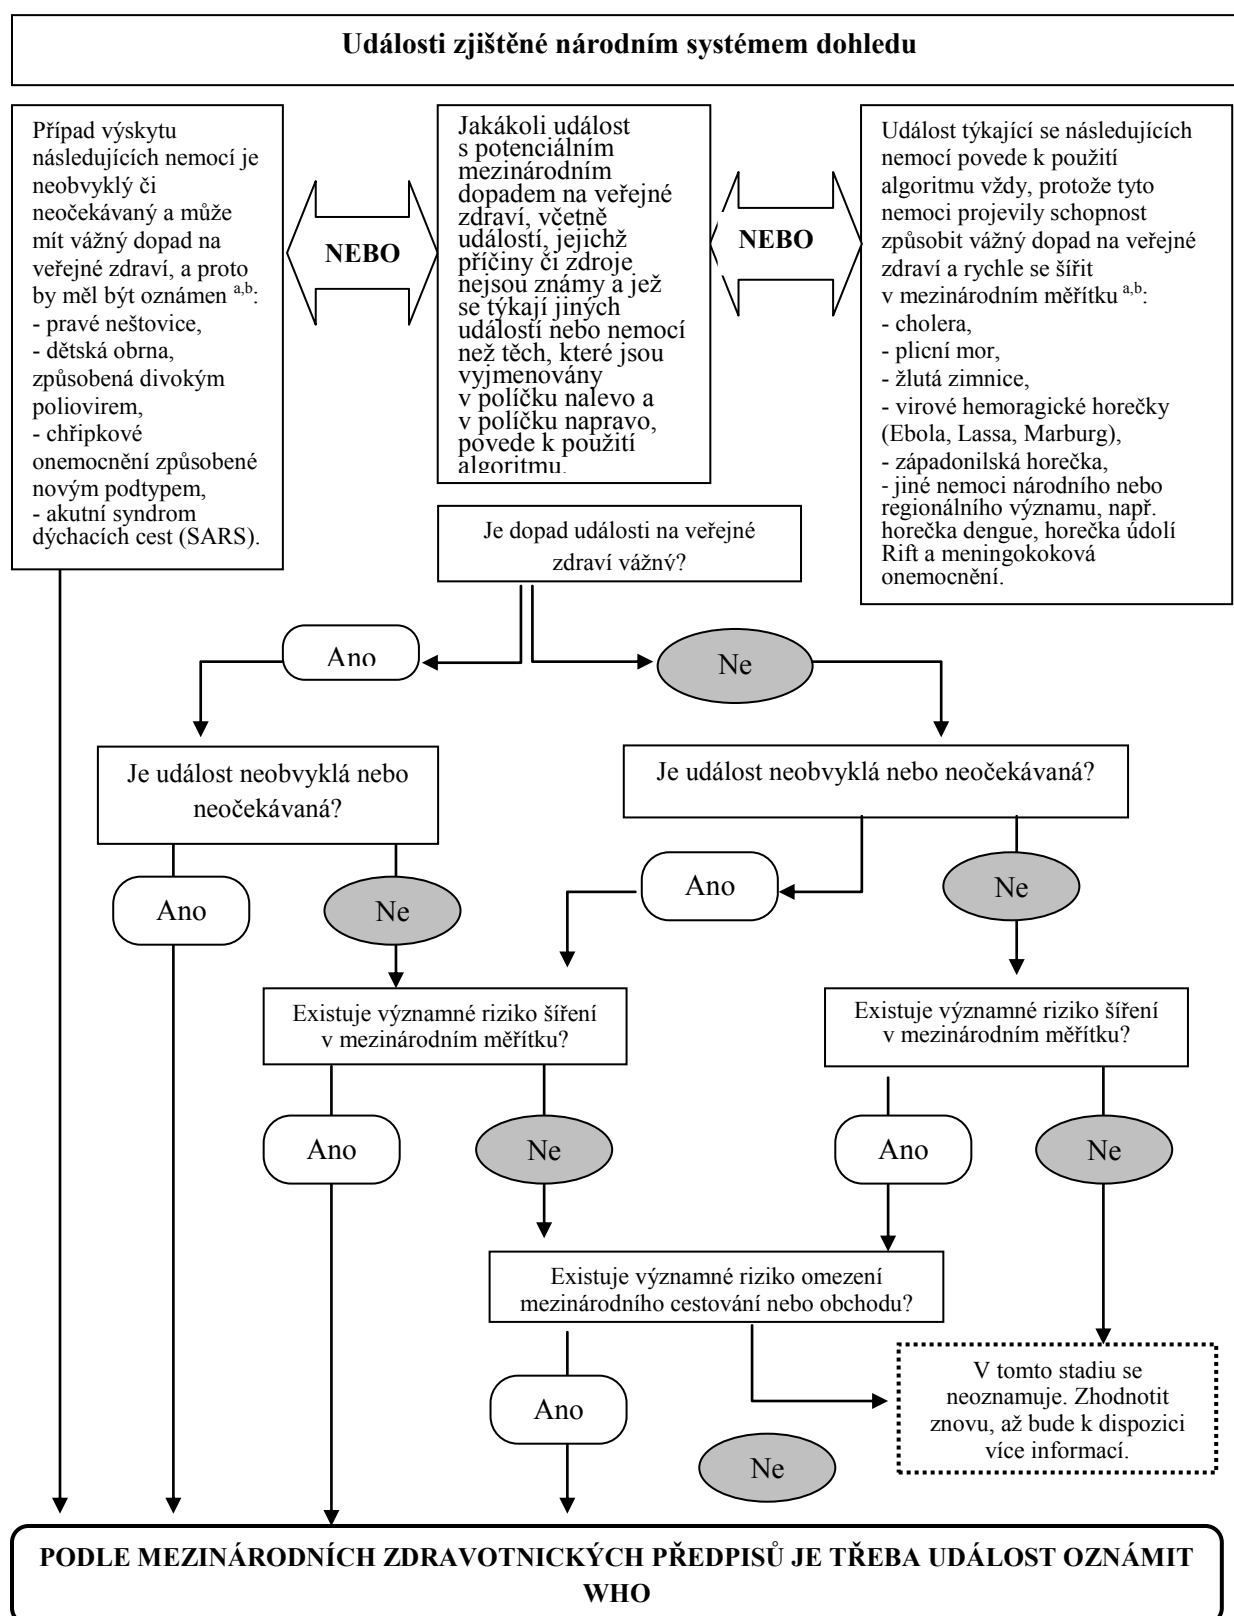 Události zjištěné národním systémem dohledu
Případ výskytu
následujících nemocí je
neobvyklý či
neočekávaný a může
mít vážný dopad na
veřejné zdraví, a proto
by měl být oznámen a,b:
- pravé neštovice,
- dětská obrna,
způsobená divokým
poliovirem,
- chřipkové
onemocnění způsobené
novým podtypem,
- akutní syndrom
dýchacích cest (SARS).
NEBO
Jakákoli událost
s potenciálním
mezinárodním
dopadem na veřejné
zdraví, včetně
událostí, jejichž
příčiny či zdroje
nejsou známy a jež
se týkají jiných
událostí nebo nemocí
než těch, které jsou
vyjmenovány
v políčku nalevo a
v políčku napravo,
povede k použití
algoritmu.
NEBO
Událost týkající se následujících
nemocí povede k použití
algoritmu vždy, protože tyto
nemoci projevily schopnost
způsobit vážný dopad na veřejné
zdraví a rychle se šířit
v mezinárodním měřítku a,b:
- cholera,
- plicní mor,
- žlutá zimnice,
- virové hemoragické horečky
(Ebola, Lassa, Marburg),
- západonilská horečka,
- jiné nemoci národního nebo
regionálního významu, např.
horečka dengue, horečka údolí
Rift a meningokoková
onemocnění.
Je dopad události na veřejné
zdraví vážný?
Ano
Ne
Je událost neobvyklá nebo
neočekávaná?
Je událost neobvyklá nebo neočekávaná?
Ano
Ne
Ano
Ne
Existuje významné riziko šíření
v mezinárodním měřítku?
Existuje významné riziko šíření
v mezinárodním měřítku?
Ano
Ne
Ano
Ne
Existuje významné riziko omezení
mezinárodního cestování nebo obchodu?
V tomto stadiu se
neoznamuje. Zhodnotit
znovu, až bude k dispozici
více informací.
Ano
Ne
PODLE MEZINÁRODNÍCH ZDRAVOTNICKÝCH PŘEDPISŮ JE TŘEBA UDÁLOST OZNÁMIT
WHO